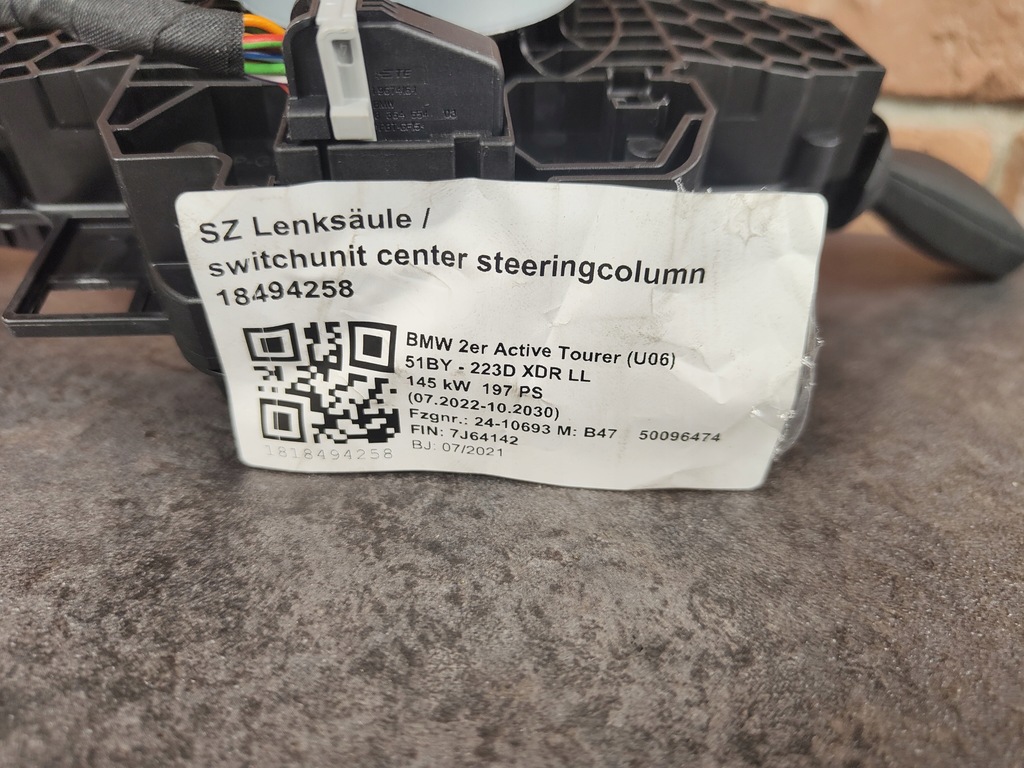 SZ Lenksäule /
switchunit center steeringcolumn
18494258
BMW 2er Active Tourer (U06)
51BY - 223D XDR LL
145 kW 197 PS
(07.2022-10.2030)
Fzgnr.: 24-10693 M: B47 50096474
FIN: 7J64142
BJ: 07/2021
1818494258